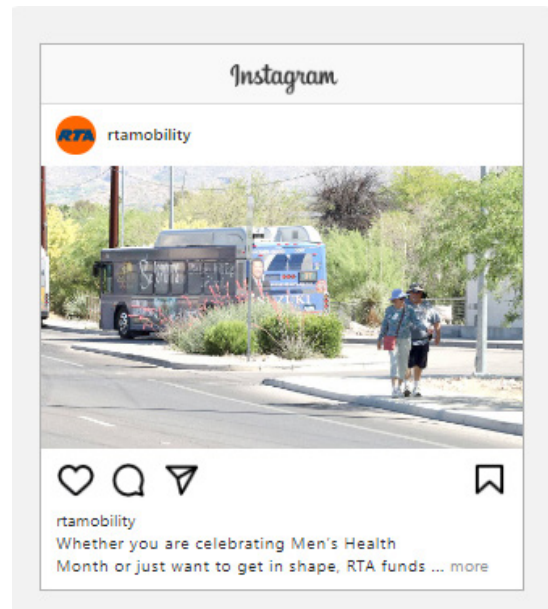 Instagram
RTA rtamobility
rtamobility
Whether you are celebrating Men's Health
Month or just want to get in shape, RTA funds ... more